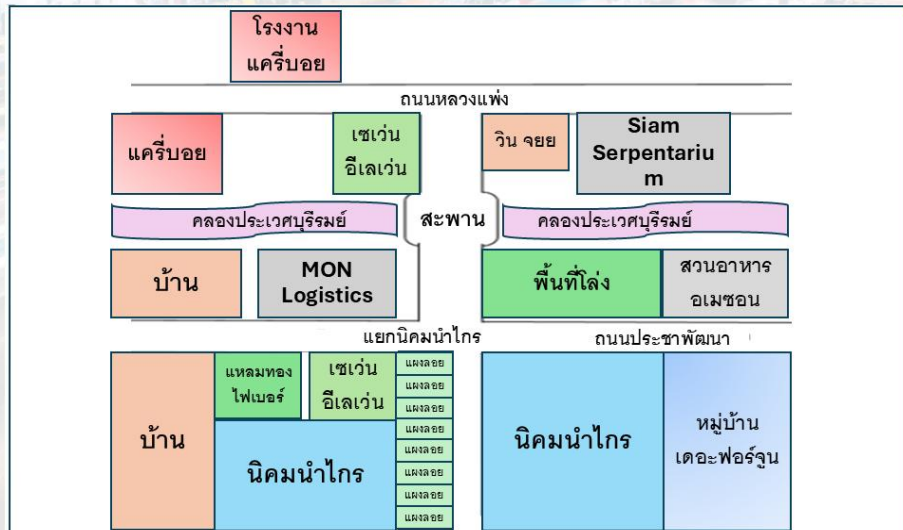 โรงงาน
แครี่บอย
ถนนหลวงแพ่ง
แครี่บอย
เซเว่น
อีเลเว่น
วิน จยย
Siam
Serpentariu
m
คลองประเวศบุรีรมย์
สะพาน
คลองประเวศบุรีรมย์
บ้าน
MON
Logistics
พื้นที่โล่ง
สวนอาหาร
อเมซอน
แยกนิคมนำไกร
ถนนประชาพัฒนา
บ้าน
แหลมทอง
ไฟเบอร์
เซเว่น
อีเลเว่น
แผงลอย
แผงลอย
แผงลอย
แผงลอย
แผงลอย
แผงลอย
แผงลอย
แผงลอย
นิคมนำไกร
นิคมนำไกร
หมู่บ้าน
เดอะฟอร์จูน